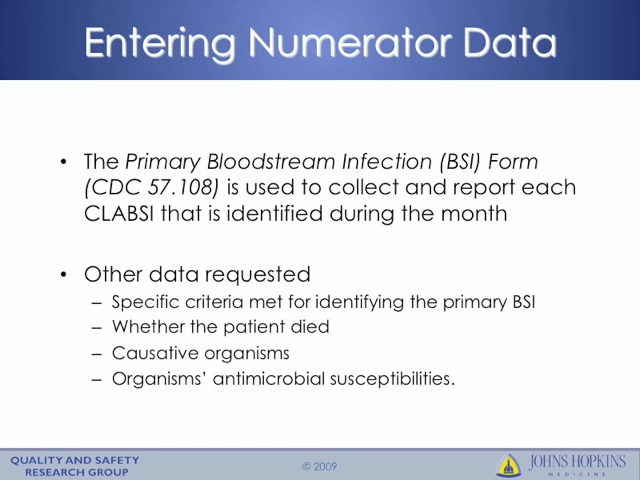 Entering Numerator Data
• The Primary Bloodstream Infection (BSI) Form
(CDC 57.108) is used to collect and report each
CLABSI that is identified during the month
• Other data requested
– Specific criteria met for identifying the primary BSI
– Whether the patient died
– Causative organisms
– Organisms’ antimicrobial susceptibilities.
QUALITY AND SAFETY
RESEARCH GROUP
© 2009
JOHNS HOPKINS
MEDICINE